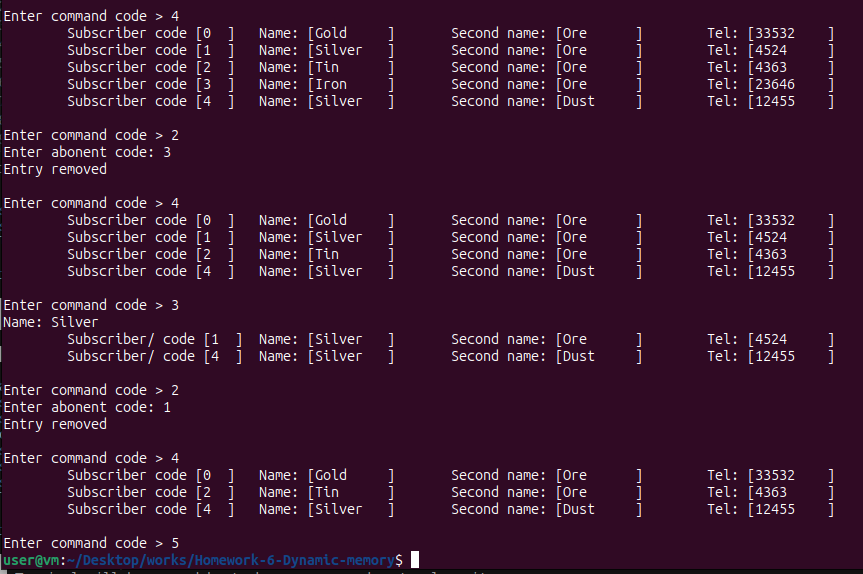 Enter command code > 4
Subscriber code [0  ]   Name: [Gold     ]       Second name: [Ore      ]        Tel: [33532    ]
Subscriber code [1  ]   Name: [Silver   ]       Second name: [Ore      ]        Tel: [4524     ]
Subscriber code [2  ]   Name: [Tin      ]       Second name: [Ore      ]        Tel: [4363     ]
Subscriber code [3  ]   Name: [Iron     ]       Second name: [Ore      ]        Tel: [23646    ]
Subscriber code [4  ]   Name: [Silver   ]       Second name: [Dust     ]        Tel: [12455    ]
Enter command code > 2
Enter abonent code: 3
Entry removed
Enter command code > 4
Subscriber code [0  ]   Name: [Gold     ]       Second name: [Ore      ]        Tel: [33532    ]
Subscriber code [1  ]   Name: [Silver   ]       Second name: [Ore      ]        Tel: [4524     ]
Subscriber code [2  ]   Name: [Tin      ]       Second name: [Ore      ]        Tel: [4363     ]
Subscriber code [4  ]   Name: [Silver   ]       Second name: [Dust     ]        Tel: [12455    ]
Enter command code > 3
Name: Silver
Subscriber/ code [1  ]  Name: [Silver   ]       Second name: [Ore      ]        Tel: [4524     ]
Subscriber/ code [4  ]  Name: [Silver   ]       Second name: [Dust     ]        Tel: [12455    ]
Enter command code > 2
Enter abonent code: 1
Entry removed
Enter command code > 4
Subscriber code [0  ]   Name: [Gold     ]       Second name: [Ore      ]        Tel: [33532    ]
Subscriber code [2  ]   Name: [Tin      ]       Second name: [Ore      ]        Tel: [4363     ]
Subscriber code [4  ]   Name: [Silver   ]       Second name: [Dust     ]        Tel: [12455    ]
Enter command code > 5
user@vm:~/Desktop/works/Homework-6-Dynamic-memory$